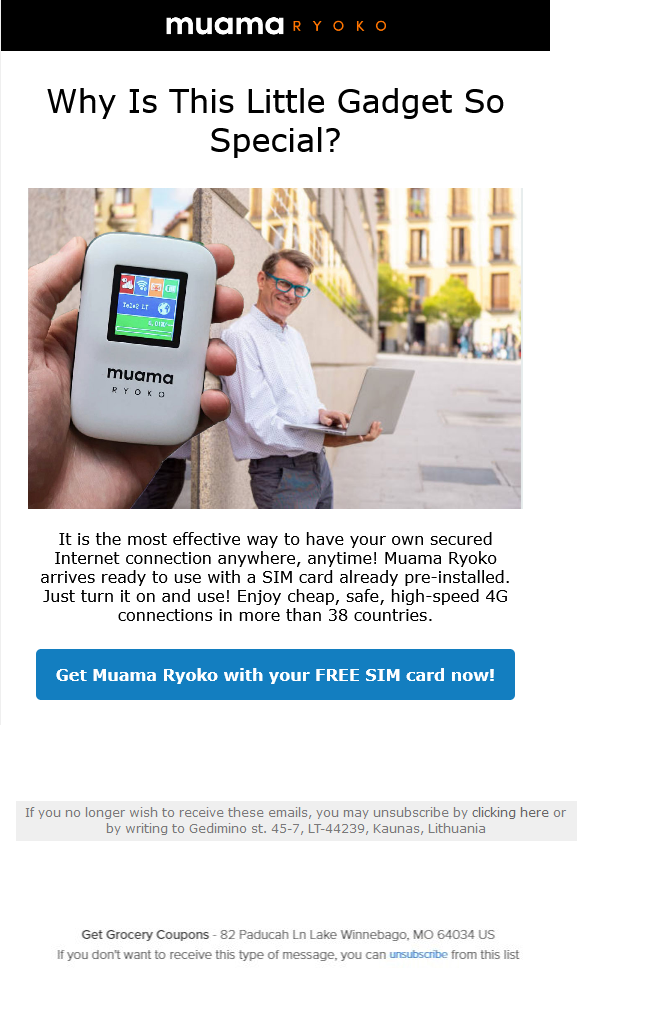 muama RYOKO
Why Is This Little Gadget So
Special?
Tele2 LT
muama
RYOKO
It is the most effective way to have your own secured
Internet connection anywhere, anytime! Muama Ryoko
arrives ready to use with a SIM card already pre-installed.
Just turn it on and use! Enjoy cheap, safe, high-speed 4G
connections in more than 38 countries.
Get Muama Ryoko with your FREE SIM card now!
If you no longer wish to receive these emails, you may unsubscribe by clicking here or
by writing to Gedimino st. 45-7, LT-44239, Kaunas, Lithuania
Get Grocery Coupons - 82 Paducah Ln Lake Winnebago, MO 64034 US
If you don't want to receive this type of message, you can unsubscribe from this list